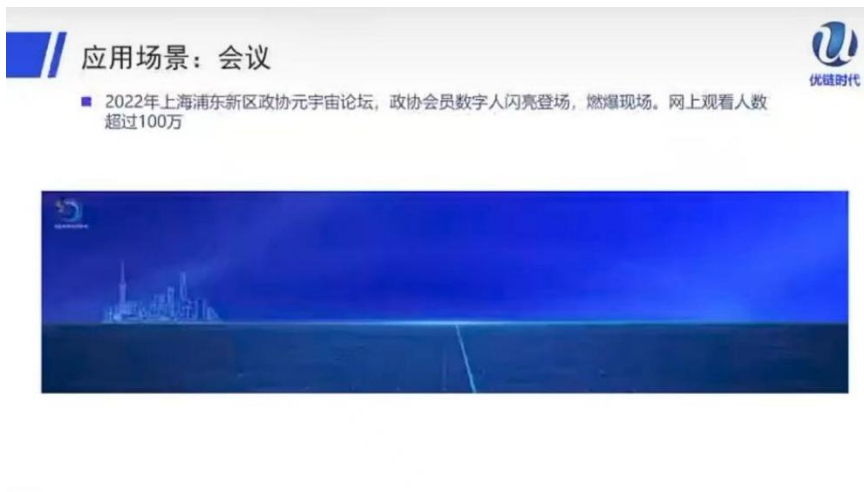 应用场景：会议
优链时代
2022年上海浦东新区政协元宇宙论坛，政协会员数字人闪亮登场，燃爆现场。网上观看人数
超过100万